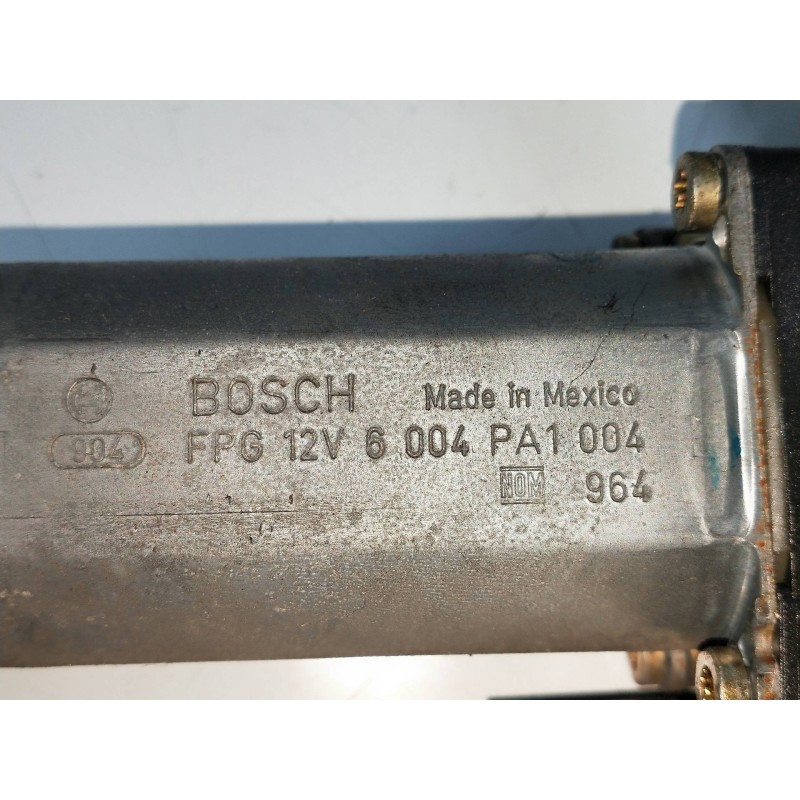 BOSCH Made in Mexico
904 FPG 12V 6 004 PA1 004
NOM 964